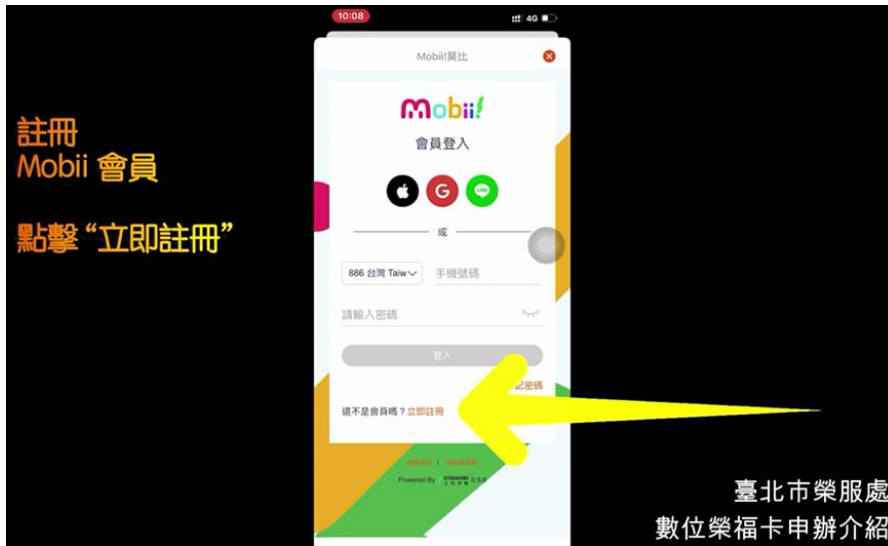 註冊
Mobii 會員
點擊“立即註冊”
10:08
4G
Mobii!莫比
mobii!
會員登入
G
LINE
或
886 台灣 Taiw
手機號碼
請輸入密碼
登入
記密碼
還不是會員嗎？立即註冊
Powered By
臺北市榮服處
數位榮福卡申辦介紹